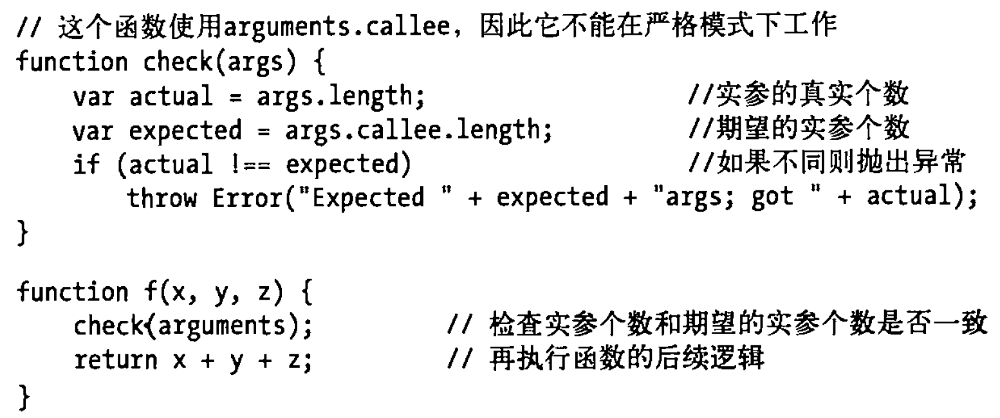 // 这个函数使用arguments.callee，因此它不能在严格模式下工作
function check(args) {
    var actual = args.length;                   //实参的真实个数
    var expected = args.callee.length;          //期望的实参个数
    if (actual !== expected)                    //如果不同则抛出异常
        throw Error("Expected " + expected + "args; got " + actual);
}

function f(x, y, z) {
    check(arguments);          // 检查实参个数和期望的实参个数是否一致
    return x + y + z;          // 再执行函数的后续逻辑
}